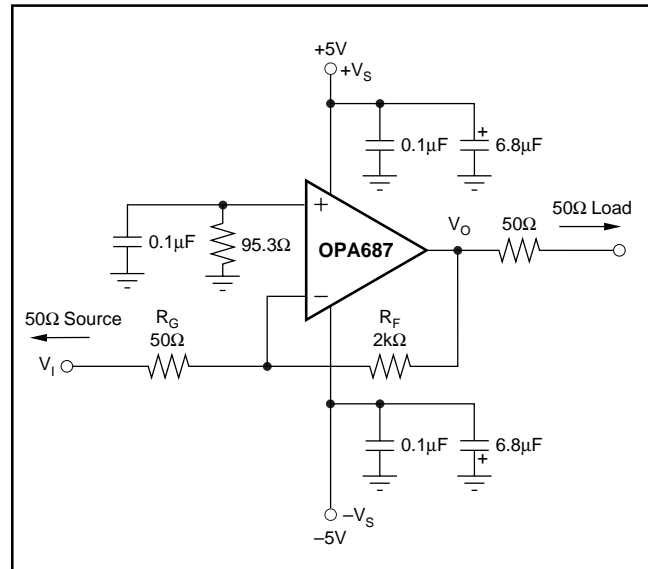 +5V
+V_S
0.1µF
6.8µF
+
+
0.1µF
95.3Ω
OPA687
V_O
50Ω
50Ω Load
–
50Ω Source
R_G
50Ω
R_F
2kΩ
V_I
0.1µF
6.8µF
+
–V_S
–5V